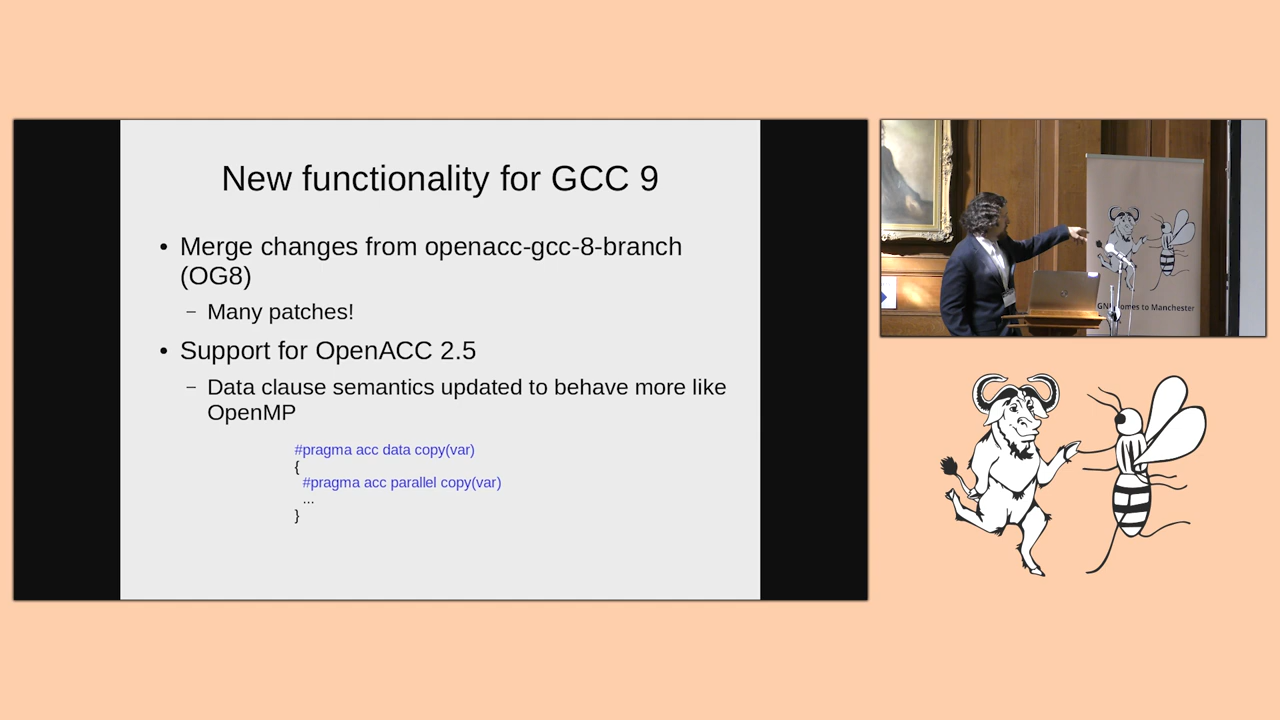 New functionality for GCC 9
• Merge changes from openacc-gcc-8-branch
(OG8)
– Many patches!
• Support for OpenACC 2.5
– Data clause semantics updated to behave more like
OpenMP
#pragma acc data copy(var)
{
#pragma acc parallel copy(var)
...
}
comes to Manchester